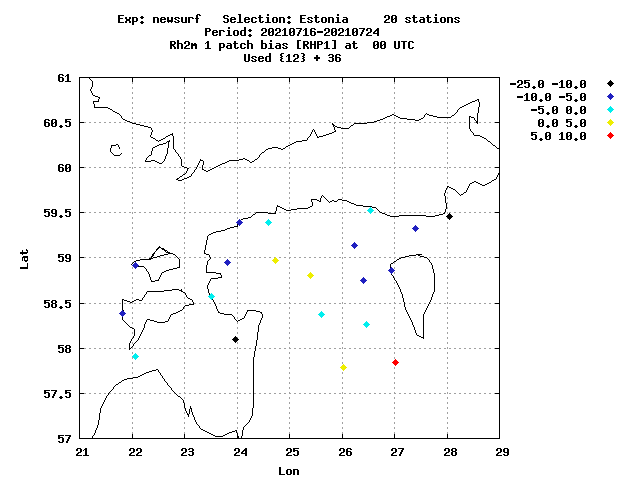 Exp: newsurf   Selection: Estonia     20 stations
Period: 20210716-20210724
Rh2m 1 patch bias [RHP1] at  00 UTC
Used {12} + 36
-25.0 -10.0
-10.0 -5.0
-5.0 0.0
0.0 5.0
5.0 10.0
61
60.5
60
59.5
59
58.5
58
57.5
57
Lat
21 22 23 24 25 26 27 28 29
Lon